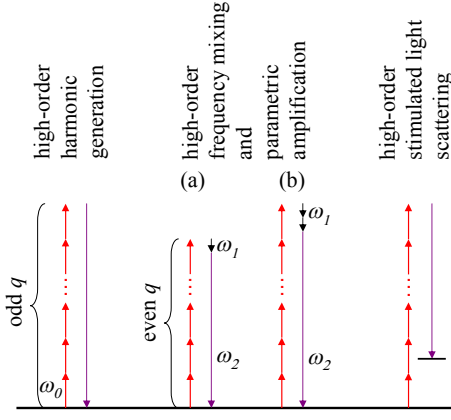 high-order
harmonic
generation
high-order
frequency mixing
and
parametric
amplification
high-order
stimulated light
scattering
(a)
(b)
odd q
even q
ω₁
ω₁
ω₀
ω₂
ω₂